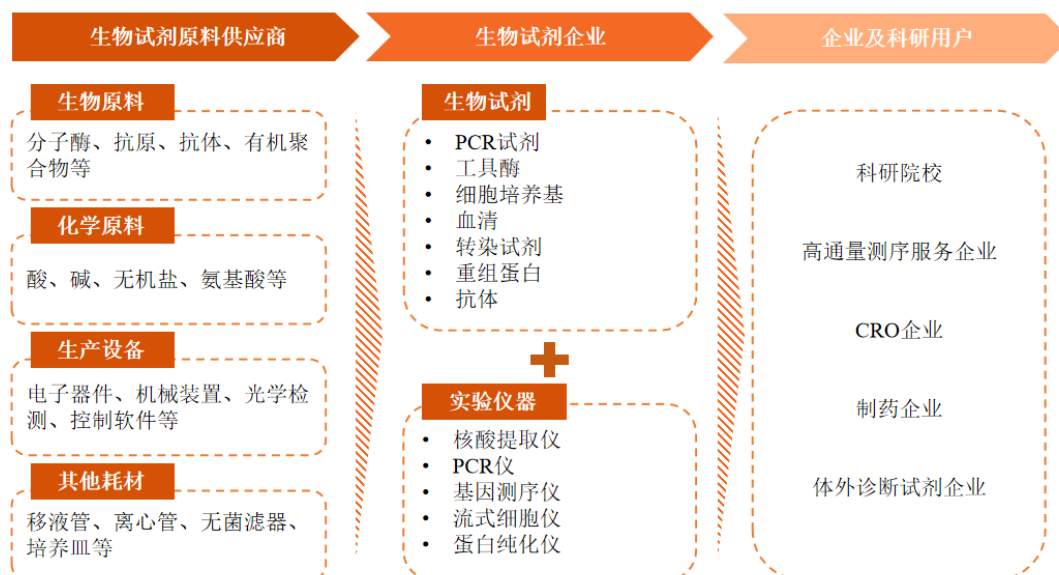 生物试剂原料供应商
生物试剂企业
企业及科研用户
生物原料
分子酶、抗原、抗体、有机聚
合物等
化学原料
酸、碱、无机盐、氨基酸等
生产设备
电子器件、机械装置、光学检
测、控制软件等
其他耗材
移液管、离心管、无菌滤器、
培养皿等
生物试剂
• PCR试剂
• 工具酶
• 细胞培养基
• 血清
• 转染试剂
• 重组蛋白
• 抗体
实验仪器
• 核酸提取仪
• PCR仪
• 基因测序仪
• 流式细胞仪
• 蛋白纯化仪
科研院校
高通量测序服务企业
CRO企业
制药企业
体外诊断试剂企业